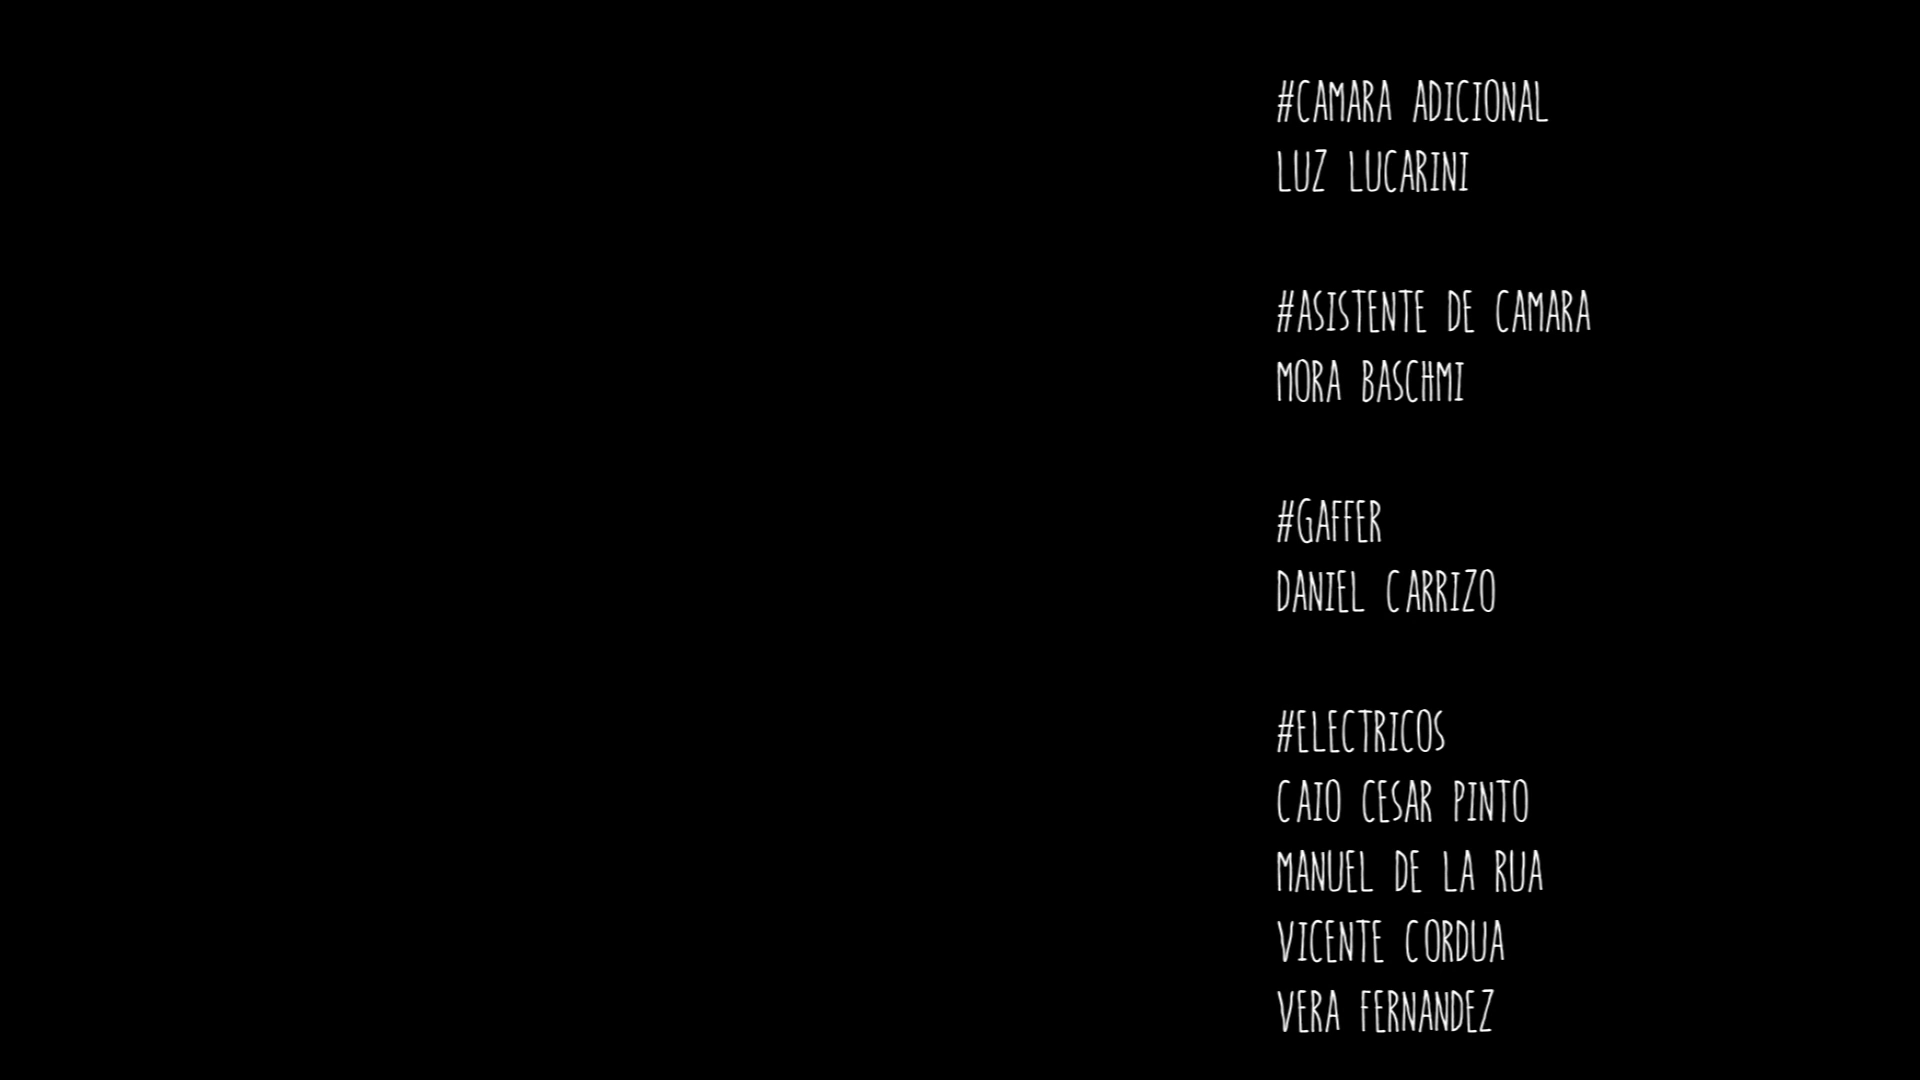 #CAMARA ADICIONAL
LUZ LUCARINI
#ASISTENTE DE CAMARA
MORA BASCHMI
#GAFFER
DANIEL CARRIZO
#ELECTRICOS
CAIO CESAR PINTO
MANUEL DE LA RUA
VICENTE CORDUA
VERA FERNANDEZ